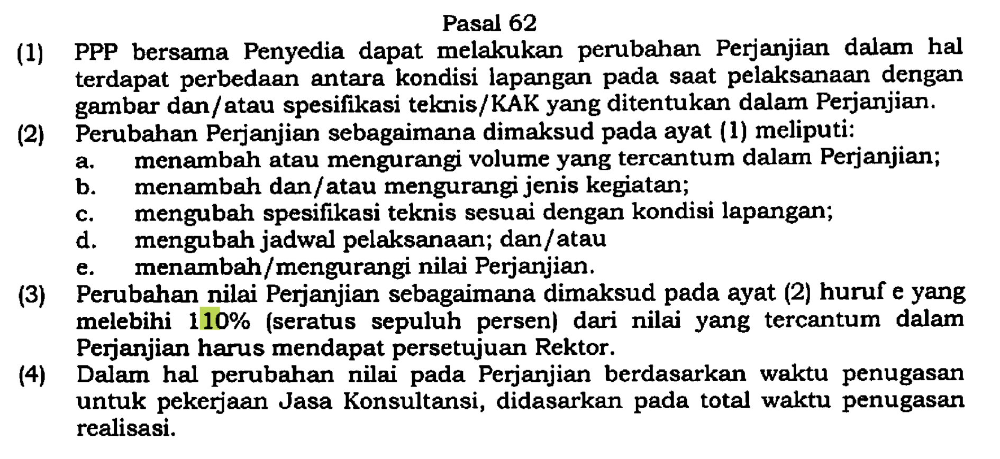 Pasal 62
(1) PPP bersama Penyedia dapat melakukan perubahan Perjanjian dalam hal
terdapat perbedaan antara kondisi lapangan pada saat pelaksanaan dengan
gambar dan/atau spesifikasi teknis/KAK yang ditentukan dalam Perjanjian.
(2) Perubahan Perjanjian sebagaimana dimaksud pada ayat (1) meliputi:
a. menambah atau mengurangi volume yang tercantum dalam Perjanjian;
b. menambah dan/atau mengurangi jenis kegiatan;
c. mengubah spesifikasi teknis sesuai dengan kondisi lapangan;
d. mengubah jadwal pelaksanaan; dan/atau
e. menambah/mengurangi nilai Perjanjian.
(3) Perubahan nilai Perjanjian sebagaimana dimaksud pada ayat (2) huruf e yang
melebihi 110% (seratus sepuluh persen) dari nilai yang tercantum dalam
Perjanjian harus mendapat persetujuan Rektor.
(4) Dalam hal perubahan nilai pada Perjanjian berdasarkan waktu penugasan
untuk pekerjaan Jasa Konsultansi, didasarkan pada total waktu penugasan
realisasi.